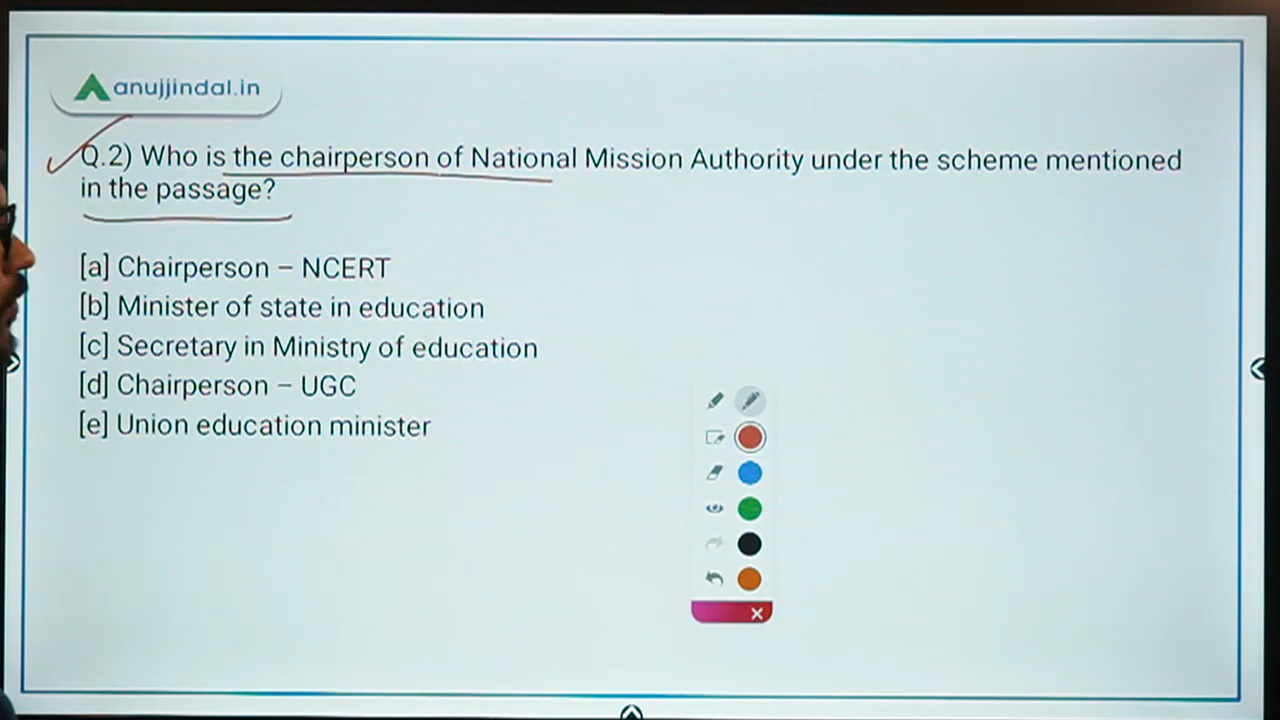 anujjindal.in
Q.2) Who is the chairperson of National Mission Authority under the scheme mentioned
in the passage?
[a] Chairperson – NCERT
[b] Minister of state in education
[c] Secretary in Ministry of education
[d] Chairperson – UGC
[e] Union education minister